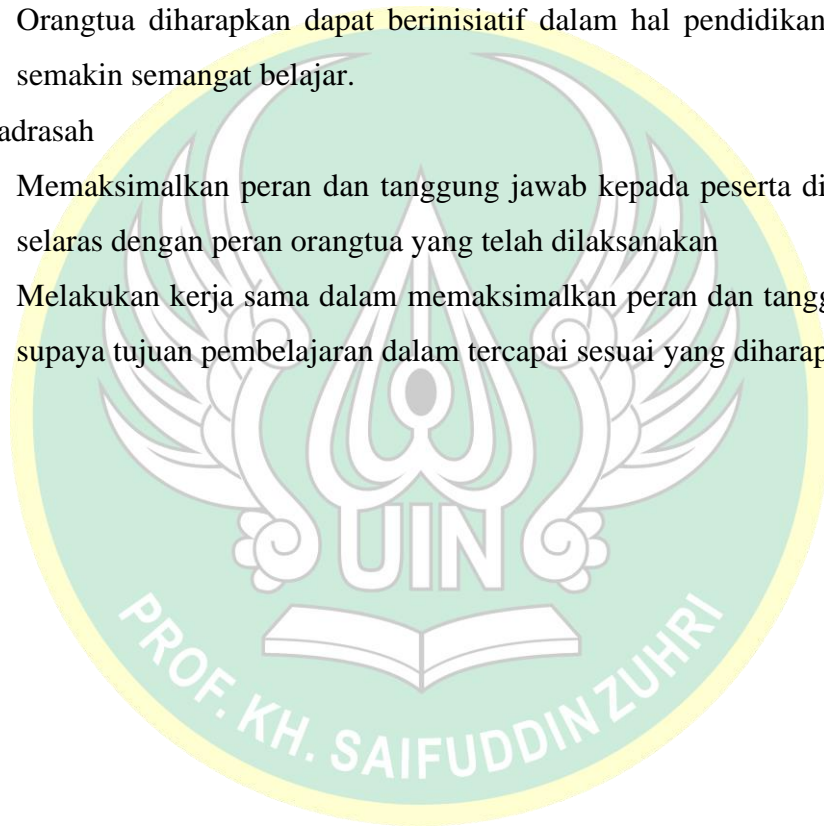 Orangtua diharapkan dapat berinisiatif dalam hal pendidikan
semakin semangat belajar.
adrasah
Memaksimalkan peran dan tanggung jawab kepada peserta di
selaras dengan peran orangtua yang telah dilaksanakan
Melakukan kerja sama dalam memaksimalkan peran dan tangg
supaya tujuan pembelajaran dalam tercapai sesuai yang diharap
UIN
PROF. KH. SAIFUDDIN ZUHRI